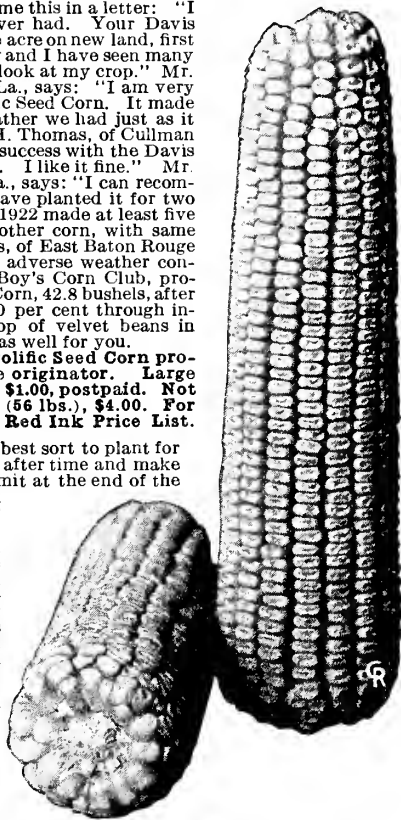 me this in a letter: "I
ver had. Your Davis
e acre on new land, first
and I have seen many
look at my crop." Mr.
La., says: "I am very
c Seed Corn. It made
ather we had just as it
H. Thomas, of Cullman
success with the Davis
. I like it fine." Mr.
a., says: "I can recom-
ave planted it for two
1922 made at least five
other corn, with same
s, of East Baton Rouge
adverse weather con-
Boy's Corn Club, pro-
Corn, 42.8 bushels, after
0 per cent through in-
op of velvet beans in
as well for you.
olific Seed Corn pro-
e originator. Large
$1.00, postpaid. Not
(56 lbs.), $4.00. For
Red Ink Price List.
best sort to plant for
after time and make
mit at the end of the
CR